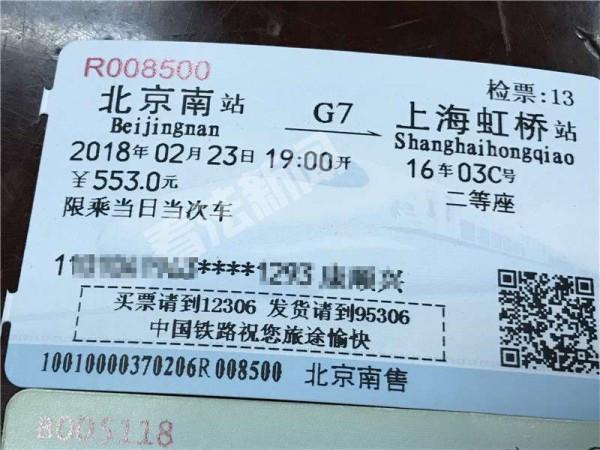 R008500
检票:13
北京南站
G7
上海虹桥站
Beijingnan
Shanghaihongqiao
2018年02月23日 19:00开
16车03C号
¥553.0元
二等座
限乘当日当次车
看法新闻
****1293
买票请到12306 发货请到95306
中国铁路祝您旅途愉快
10010000370206R008500 北京南售
B005118